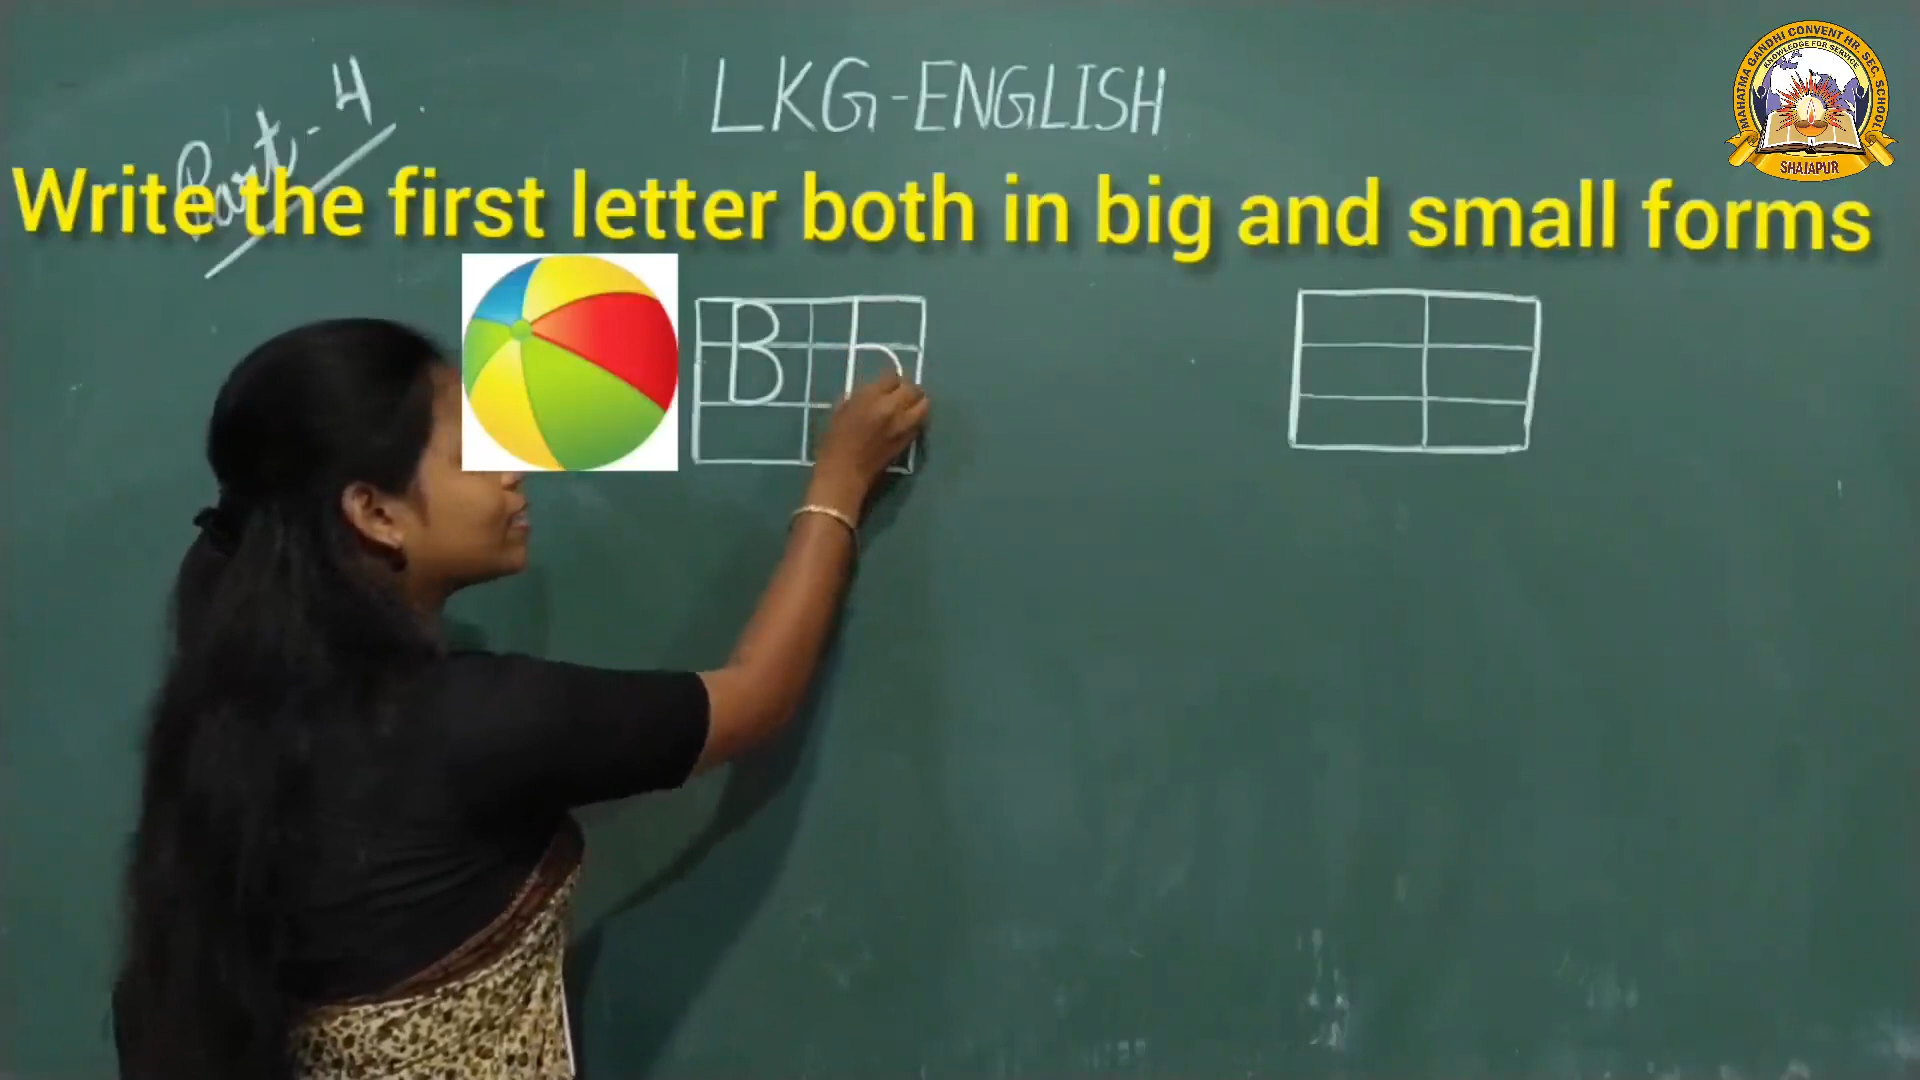 LKG-ENGLISH
Part-4
Write the first letter both in big and small forms
B b
MAHATMA GANDHI CONVENT HR. SEC. SCHOOL
KNOWLEDGE FOR SERVICE
SHAJAPUR